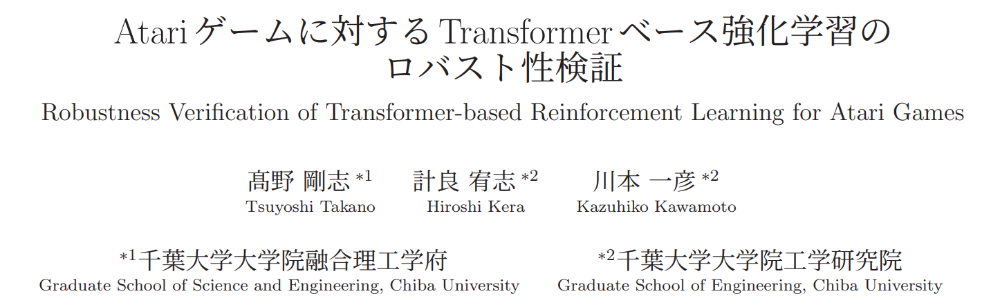 Atari ゲームに対する Transformer ベース強化学習の
ロバスト性検証
Robustness Verification of Transformer-based Reinforcement Learning for Atari Games
髙野 剛志 *1 計良 宥志 *2 川本 一彦 *2
Tsuyoshi Takano Hiroshi Kera Kazuhiko Kawamoto
*1千葉大学大学院融合理工学府 *2千葉大学大学院工学研究院
Graduate School of Science and Engineering, Chiba University Graduate School of Engineering, Chiba University